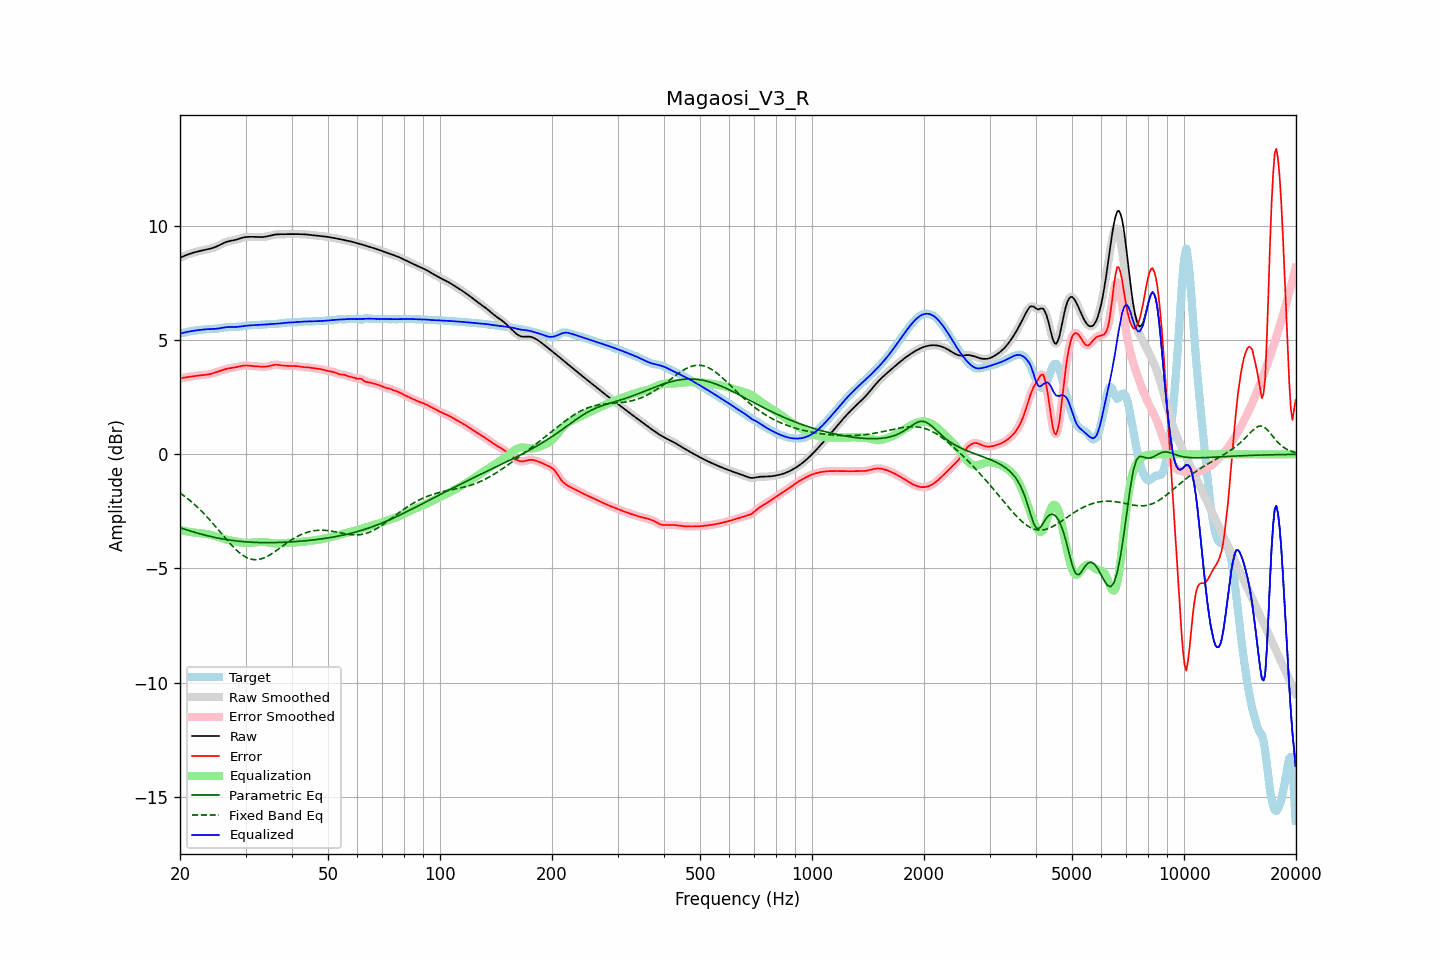 Magaosi_V3_R
Amplitude (dBr)
10
5
0
−5
−10
−15
Target
Raw Smoothed
Error Smoothed
Raw
Error
Equalization
Parametric Eq
Fixed Band Eq
Equalized
20 50 100 200 500 1000 2000 5000 10000 20000
Frequency (Hz)